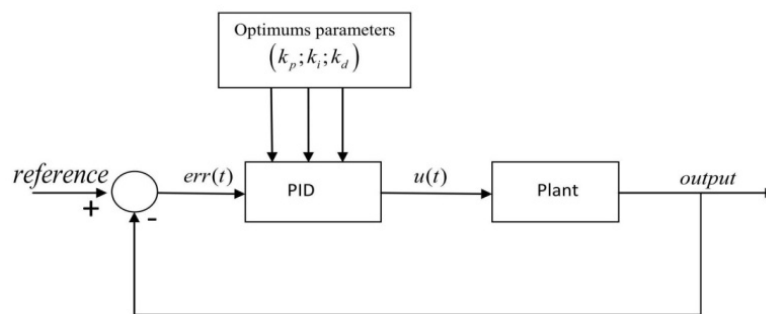 Optimums parameters
(k_p; k_i; k_d)
reference
+
-
err(t)
PID
u(t)
Plant
output